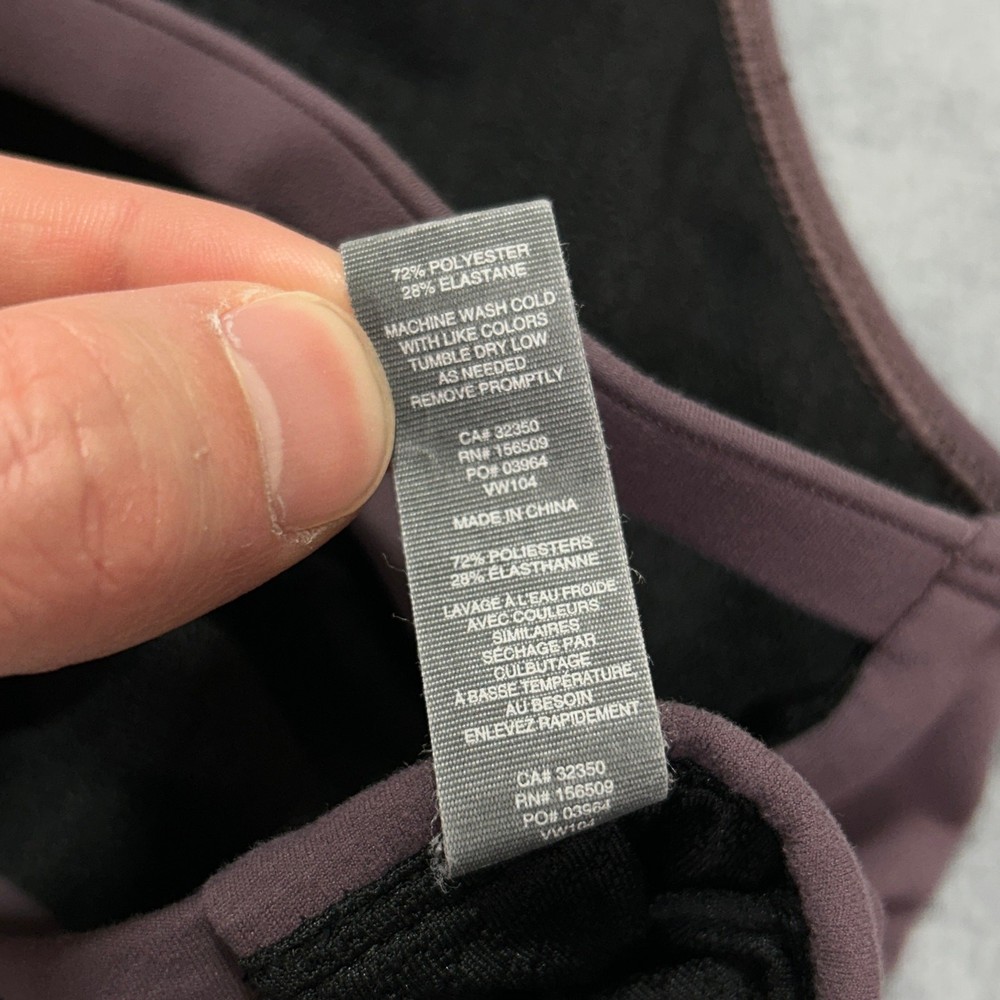 72% POLYESTER
28% ELASTANE
MACHINE WASH COLD
WITH LIKE COLORS
TUMBLE DRY LOW
AS NEEDED
REMOVE PROMPTLY
CA# 32350
RN# 156509
PO# 03964
VW104
MADE IN CHINA
72% POLIESTERS
28% ÉLASTHANNE
LAVAGE À L'EAU FROIDE
AVEC COULEURS
SIMILAIRES
SÉCHAGE PAR
CULBUTAGE
À BASSE TEMPÉRATURE,
AU BESOIN
ENLEVEZ RAPIDEMENT
CA# 32350
RN# 156509
PO# 03964
VW104